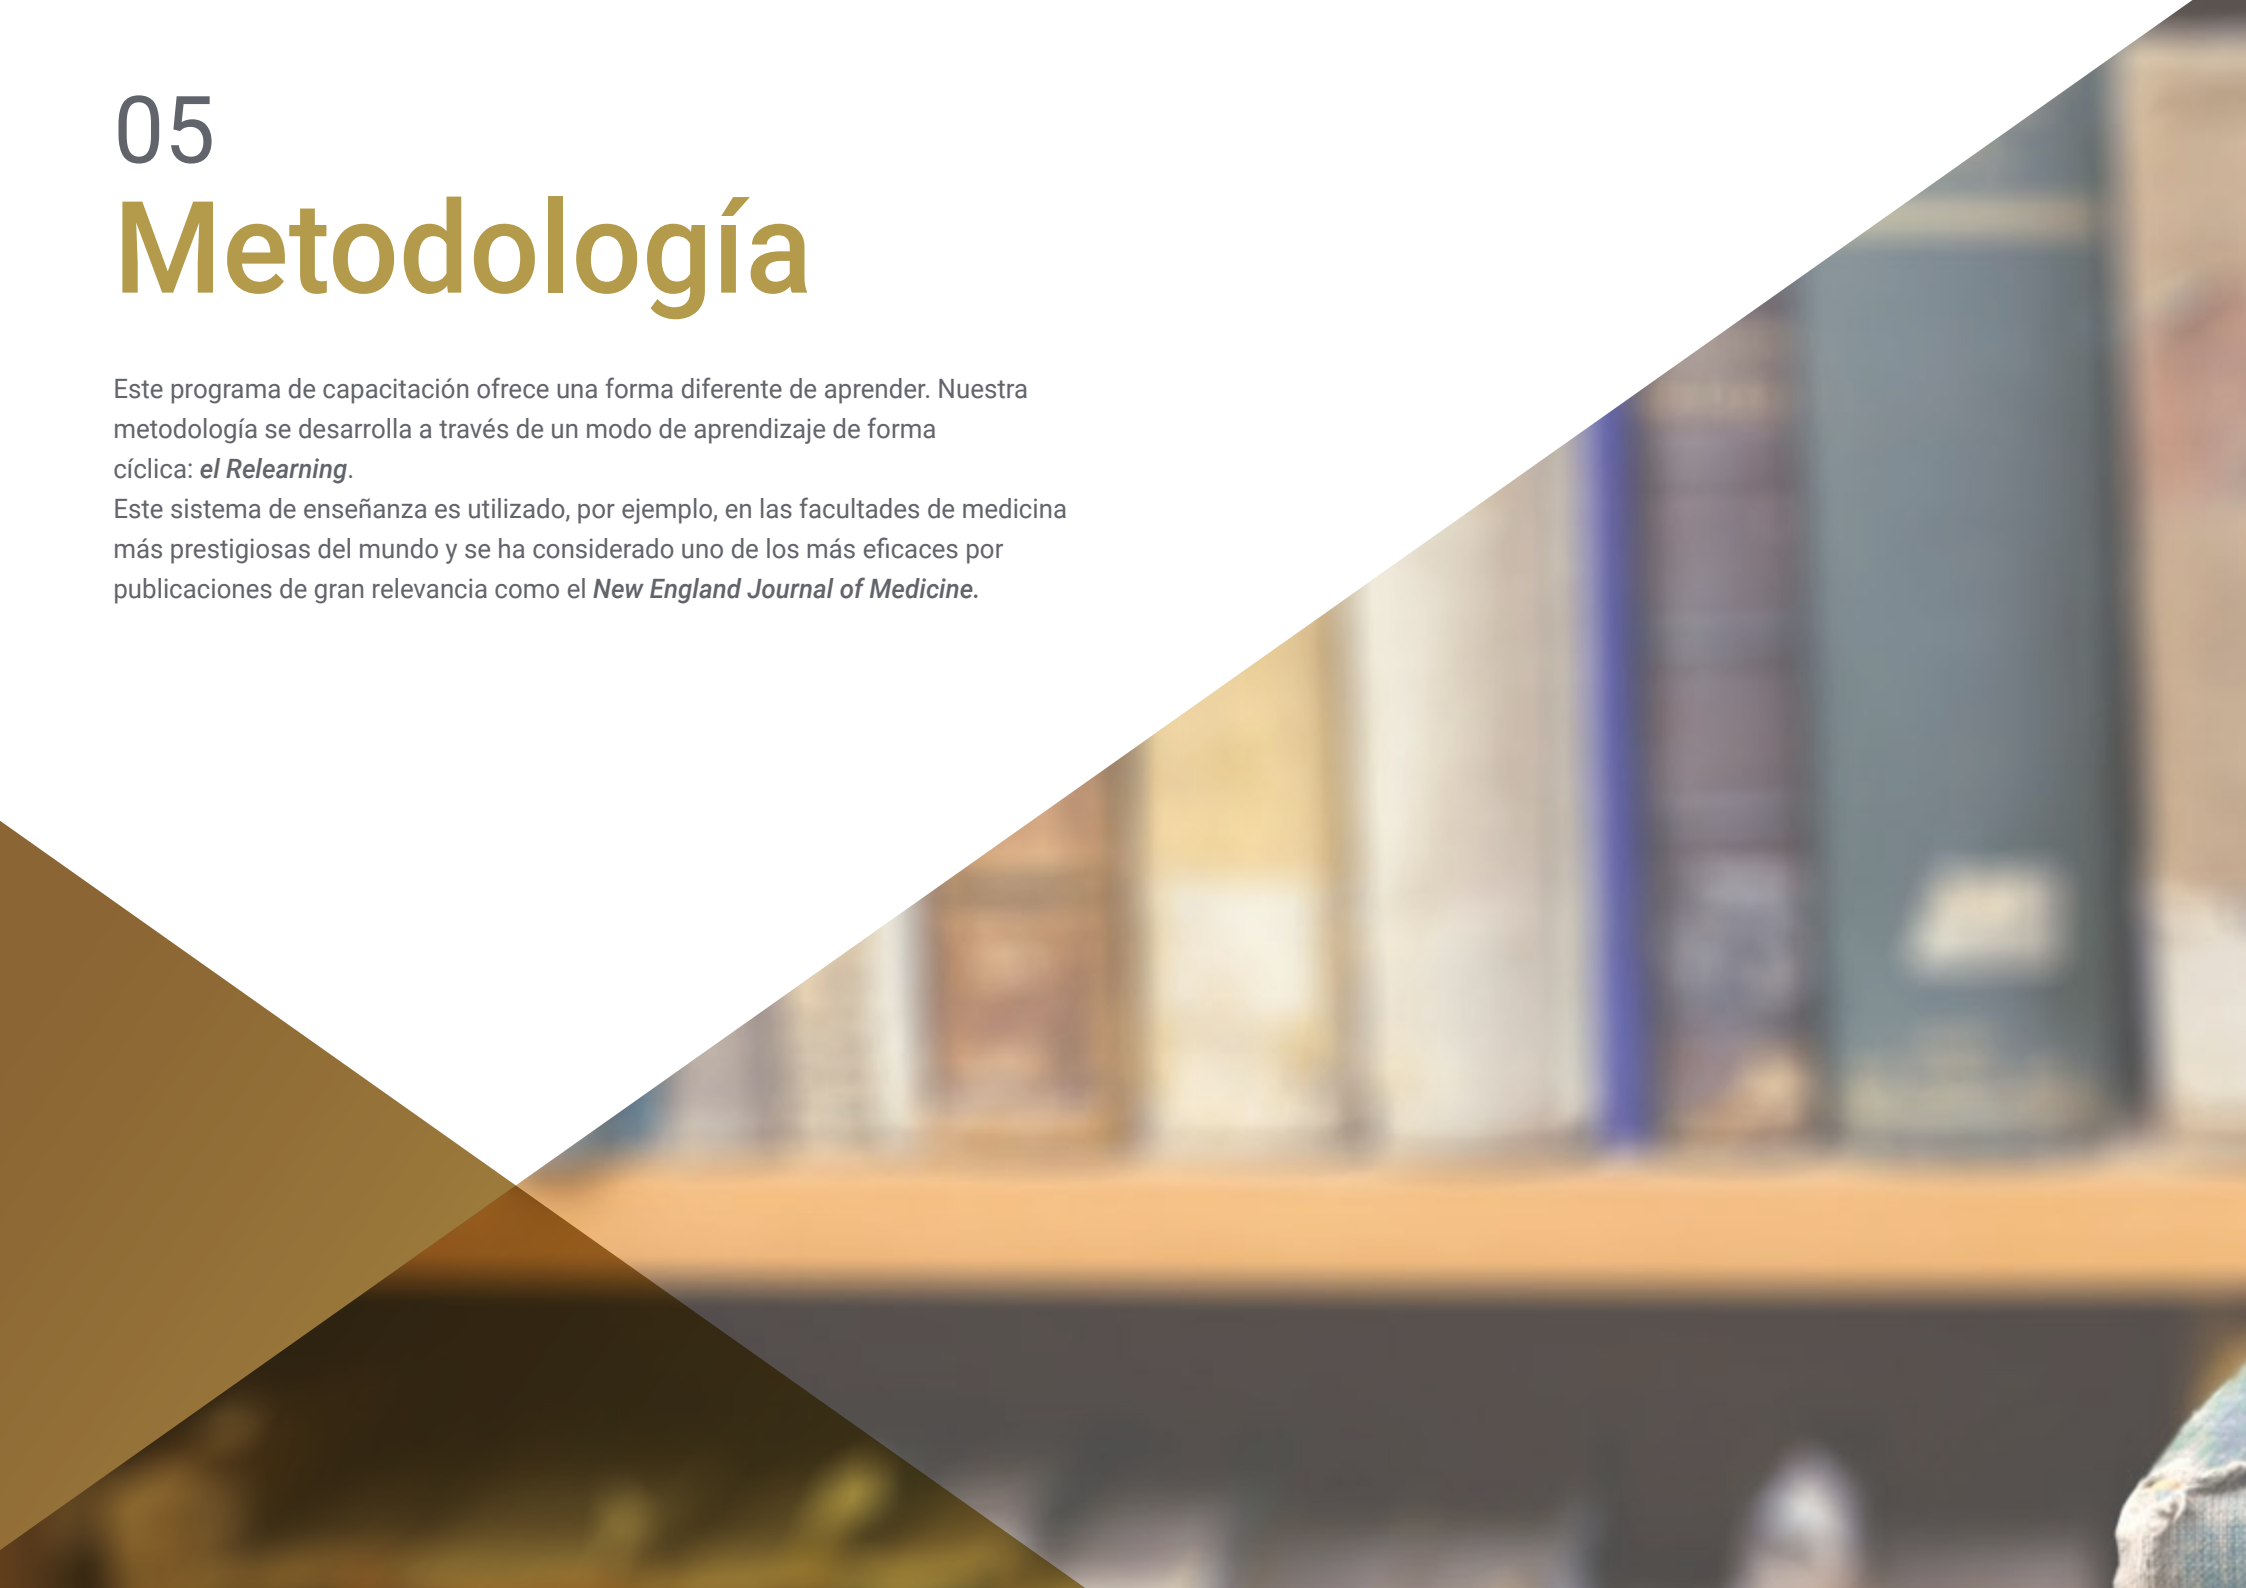 05
Metodología
Este programa de capacitación ofrece una forma diferente de aprender. Nuestra
metodología se desarrolla a través de un modo de aprendizaje de forma
cíclica: el Relearning.
Este sistema de enseñanza es utilizado, por ejemplo, en las facultades de medicina
más prestigiosas del mundo y se ha considerado uno de los más eficaces por
publicaciones de gran relevancia como el New England Journal of Medicine.